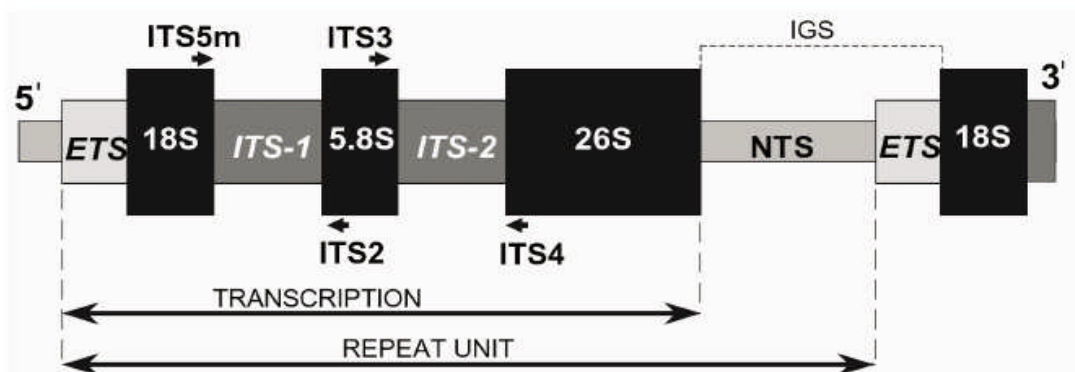 IGS
ITS5m ITS3
5' 3'
ETS 18S ITS-1 5.8S ITS-2 26S NTS ETS 18S
ITS2 ITS4
TRANSCRIPTION
REPEAT UNIT